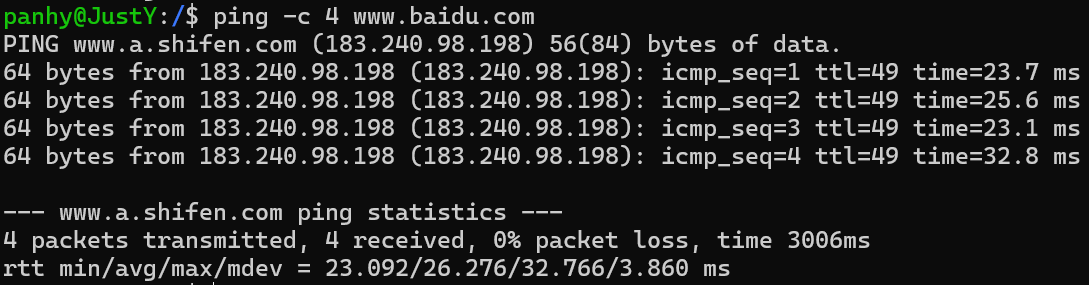 panhy@JustY:/$ ping -c 4 www.baidu.com
PING www.a.shifen.com (183.240.98.198) 56(84) bytes of data.
64 bytes from 183.240.98.198 (183.240.98.198): icmp_seq=1 ttl=49 time=23.7 ms
64 bytes from 183.240.98.198 (183.240.98.198): icmp_seq=2 ttl=49 time=25.6 ms
64 bytes from 183.240.98.198 (183.240.98.198): icmp_seq=3 ttl=49 time=23.1 ms
64 bytes from 183.240.98.198 (183.240.98.198): icmp_seq=4 ttl=49 time=32.8 ms
--- www.a.shifen.com ping statistics ---
4 packets transmitted, 4 received, 0% packet loss, time 3006ms
rtt min/avg/max/mdev = 23.092/26.276/32.766/3.860 ms